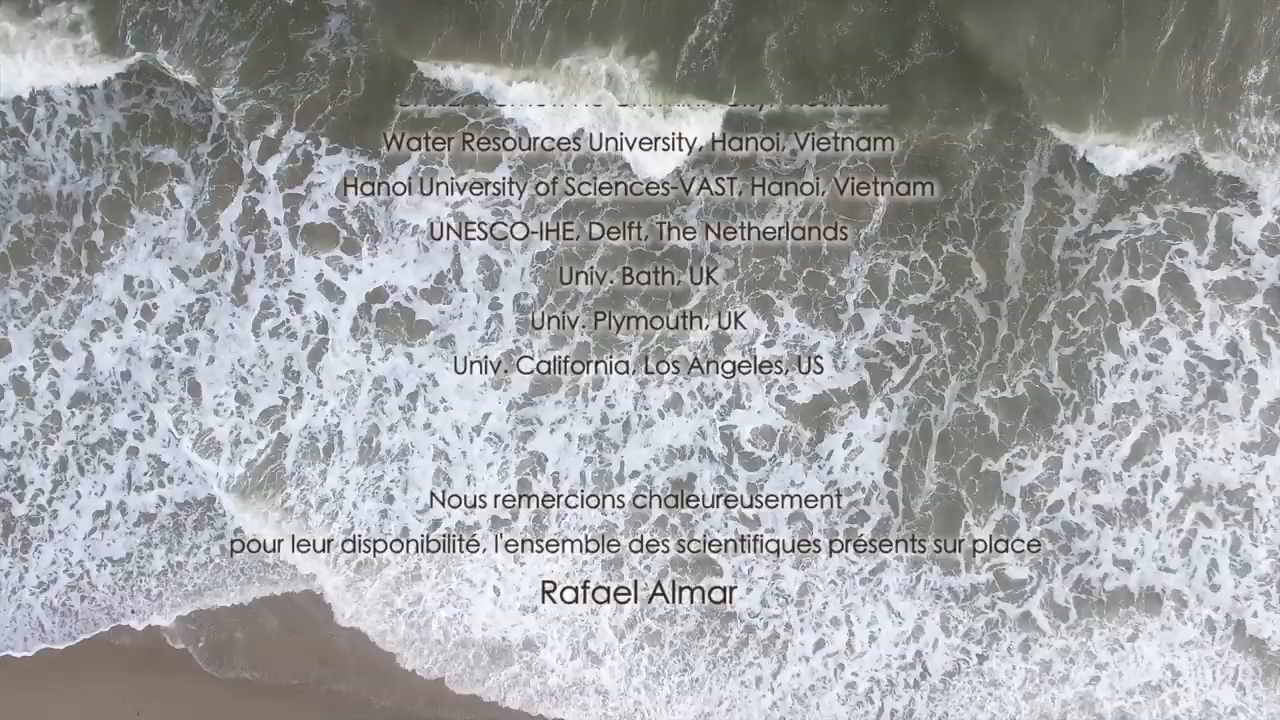 Water Resources University, Hanoi, Vietnam
Hanoi University of Sciences-VAST, Hanoi, Vietnam
UNESCO-IHE, Delft, The Netherlands
Univ. Bath, UK
Univ. Plymouth, UK
Univ. California, Los Angeles, US
Nous remercions chaleureusement
pour leur disponibilité, l'ensemble des scientifiques présents sur place
Rafael Almar